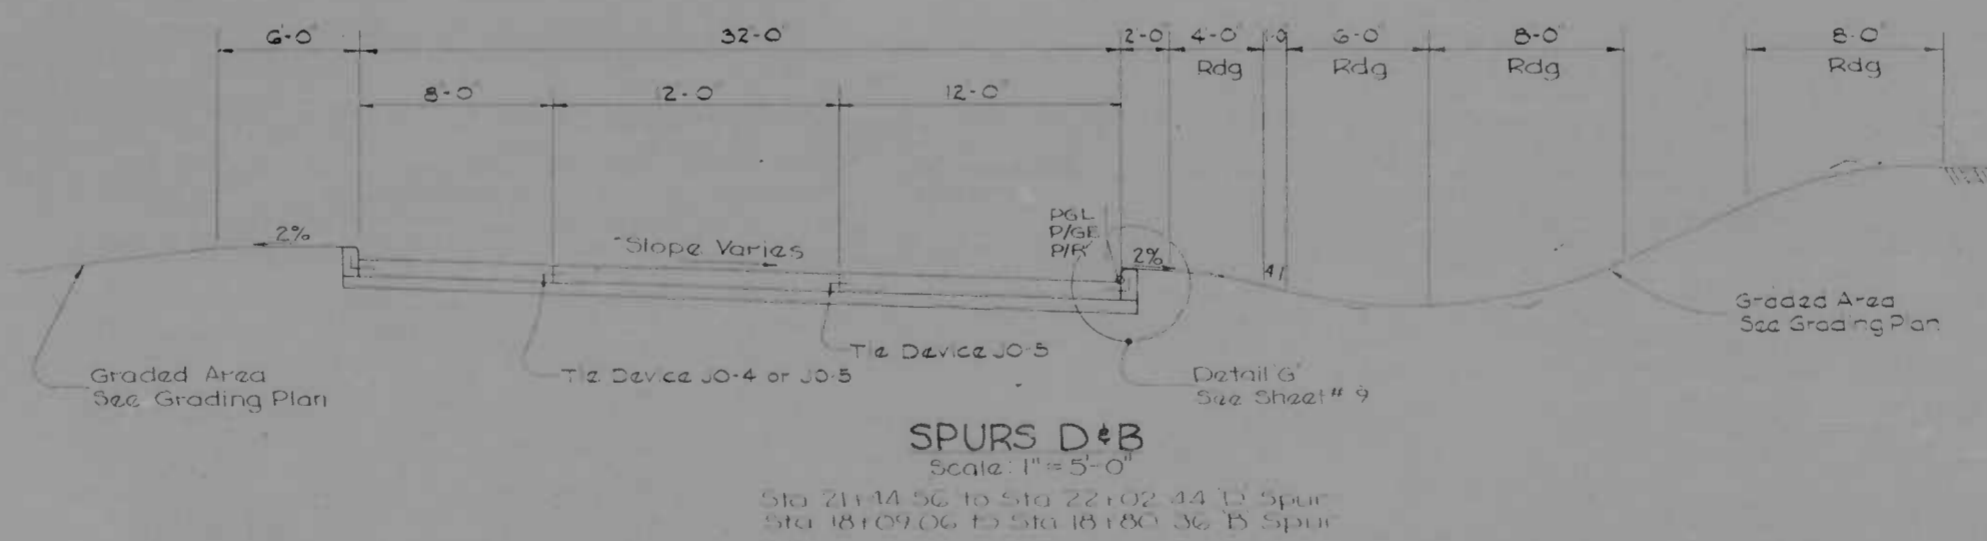 6'-0"
32'-0"
2'-0"
4'-0"
1'-0"
6'-0"
8'-0"
8'-0"
Rdg
Rdg
Rdg
Rdg
8'-0"
12'-0"
12'-0"
PGL
P/GE
P/R
2%
Slope Varies
2%
4:1
Graded Area
See Grading Plan
Tie Device JO-5
Tie Device JO-4 or JO-5
Graded Area
See Grading Plan
Detail 'G'
See Sheet # 9
SPURS D & B
Scale: 1" = 5'-0"
Sta 21+44.56 to Sta 22+02.44 'D' Spur
Sta 18+09.06 to Sta 18+80.36 'B' Spur